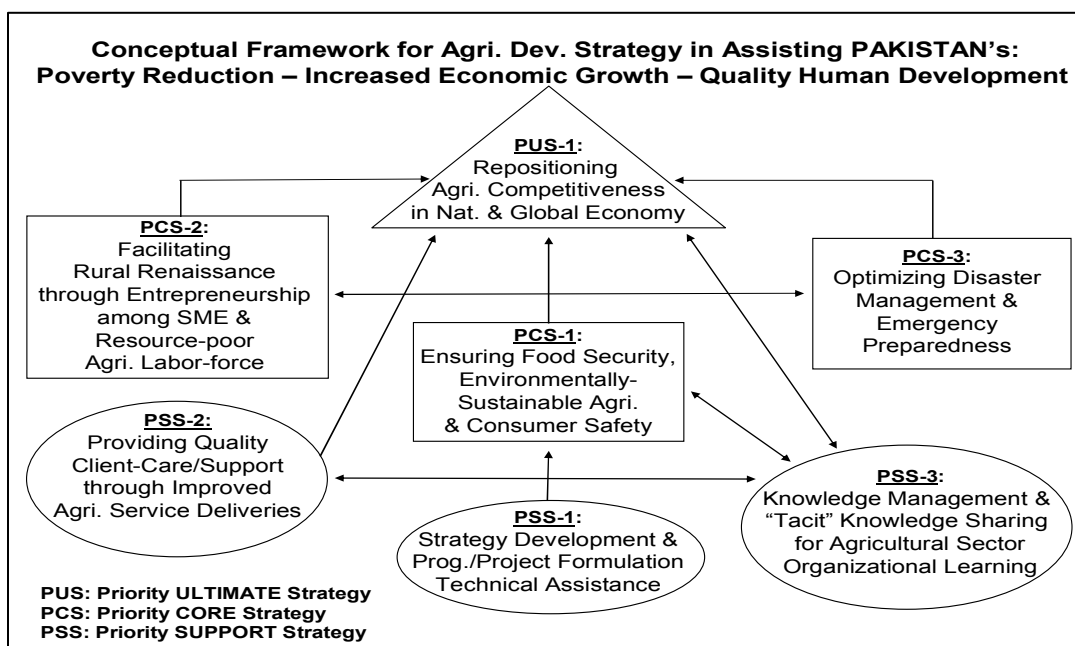 Conceptual Framework for Agri. Dev. Strategy in Assisting PAKISTAN's:
Poverty Reduction – Increased Economic Growth – Quality Human Development
PUS-1:
Repositioning
Agri. Competitiveness
in Nat. & Global Economy
PCS-2:
Facilitating
Rural Renaissance
through Entrepreneurship
among SME &
Resource-poor
Agri. Labor-force
PCS-3:
Optimizing Disaster
Management &
Emergency
Preparedness
PCS-1:
Ensuring Food Security,
Environmentally-
Sustainable Agri.
& Consumer Safety
PSS-2:
Providing Quality
Client-Care/Support
through Improved
Agri. Service Deliveries
PSS-1:
Strategy Development &
Prog./Project Formulation
Technical Assistance
PSS-3:
Knowledge Management &
“Tacit” Knowledge Sharing
for Agricultural Sector
Organizational Learning
PUS: Priority ULTIMATE Strategy
PCS: Priority CORE Strategy
PSS: Priority SUPPORT Strategy